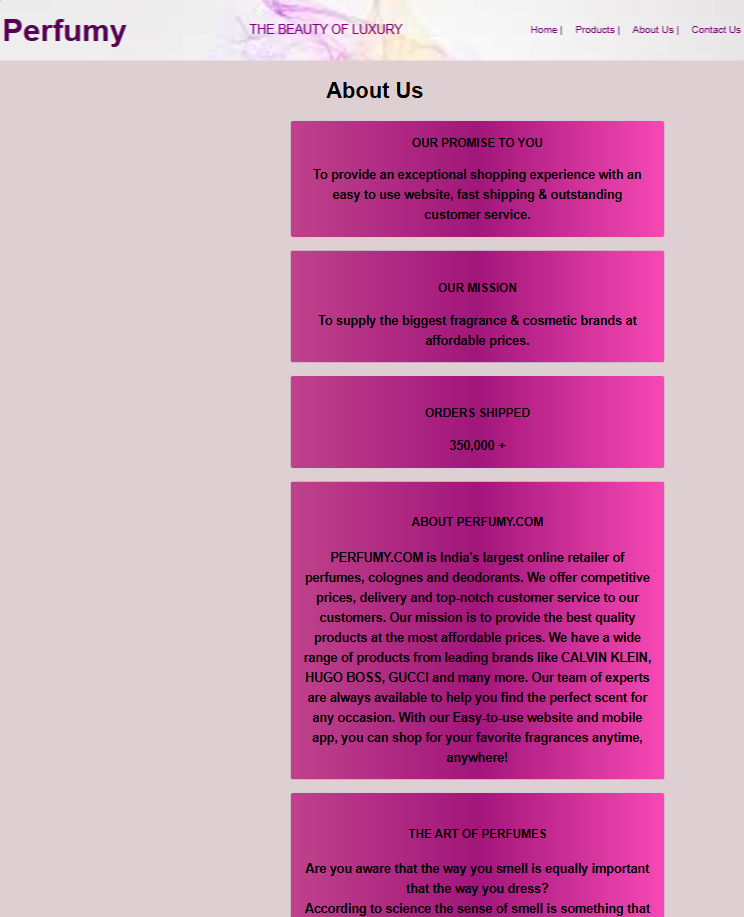 Perfumy
THE BEAUTY OF LUXURY
Home |
Products |
About Us |
Contact Us
About Us
OUR PROMISE TO YOU
To provide an exceptional shopping experience with an
easy to use website, fast shipping & outstanding
customer service.
OUR MISSION
To supply the biggest fragrance & cosmetic brands at
affordable prices.
ORDERS SHIPPED
350,000 +
ABOUT PERFUMY.COM
PERFUMY.COM is India's largest online retailer of
perfumes, colognes and deodorants. We offer competitive
prices, delivery and top-notch customer service to our
customers. Our mission is to provide the best quality
products at the most affordable prices. We have a wide
range of products from leading brands like CALVIN KLEIN,
HUGO BOSS, GUCCI and many more. Our team of experts
are always available to help you find the perfect scent for
any occasion. With our Easy-to-use website and mobile
app, you can shop for your favorite fragrances anytime,
anywhere!
THE ART OF PERFUMES
Are you aware that the way you smell is equally important
that the way you dress?
According to science the sense of smell is something that